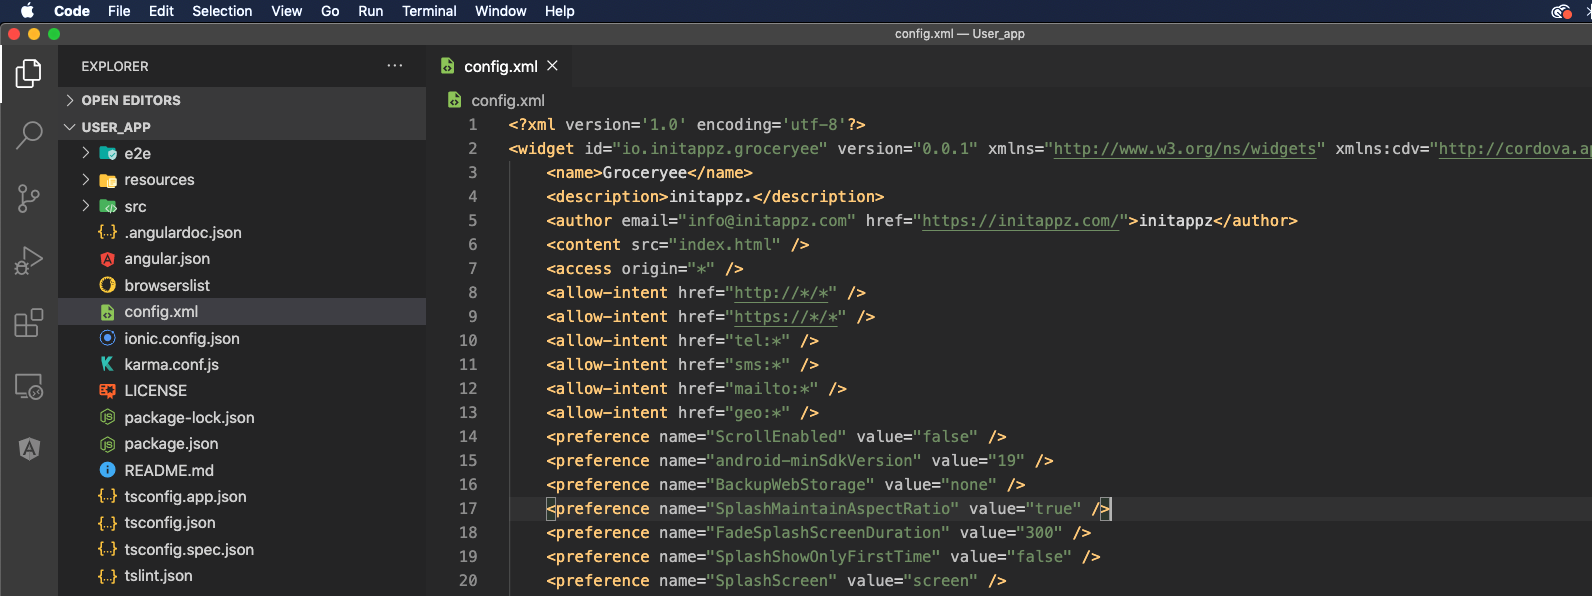 Code File Edit Selection View Go Run Terminal Window Help
config.xml — User_app
EXPLORER ...
OPEN EDITORS
USER_APP
e2e
resources
src
.angulardoc.json
angular.json
browserslist
config.xml
ionic.config.json
karma.conf.js
LICENSE
package-lock.json
package.json
README.md
tsconfig.app.json
tsconfig.json
tsconfig.spec.json
tslint.json
config.xml
config.xml
1 <?xml version='1.0' encoding='utf-8'?>
2 <widget id="io.initappz.groceryee" version="0.0.1" xmlns="http://www.w3.org/ns/widgets" xmlns:cdv="http://cordova.ap
3 <name>Groceryee</name>
4 <description>initappz.</description>
5 <author email="info@initappz.com" href="https://initappz.com/">initappz</author>
6 <content src="index.html" />
7 <access origin="*" />
8 <allow-intent href="http://*/*" />
9 <allow-intent href="https://*/*" />
10 <allow-intent href="tel:*" />
11 <allow-intent href="sms:*" />
12 <allow-intent href="mailto:*" />
13 <allow-intent href="geo:*" />
14 <preference name="ScrollEnabled" value="false" />
15 <preference name="android-minSdkVersion" value="19" />
16 <preference name="BackupWebStorage" value="none" />
17 <preference name="SplashMaintainAspectRatio" value="true" />
18 <preference name="FadeSplashScreenDuration" value="300" />
19 <preference name="SplashShowOnlyFirstTime" value="false" />
20 <preference name="SplashScreen" value="screen" />